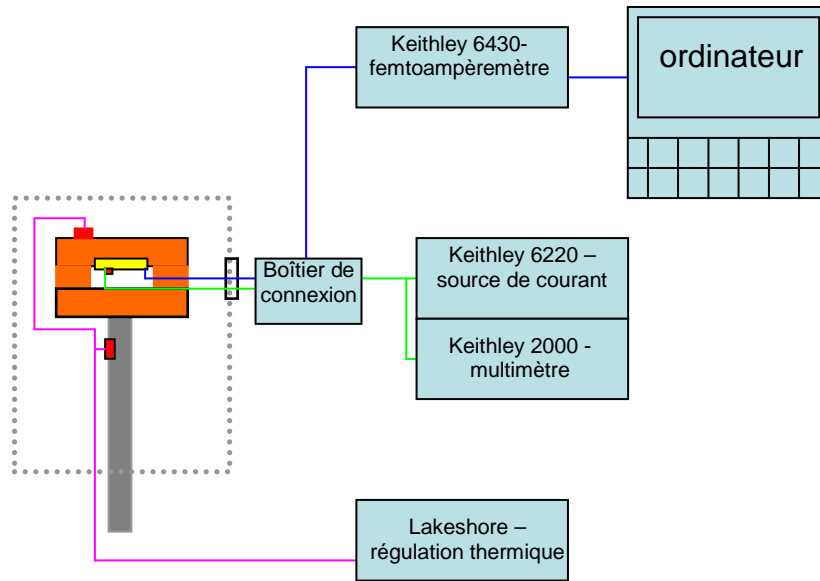 Keithley 6430-
femtoampèremètre
ordinateur
Boîtier de
connexion
Keithley 6220 –
source de courant
Keithley 2000 -
multimètre
Lakeshore –
régulation thermique